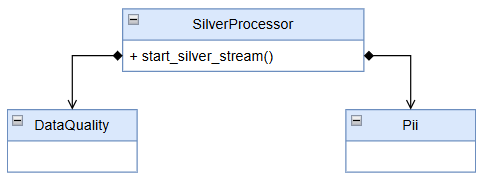 SilverProcessor
+ start_silver_stream()
DataQuality
Pii